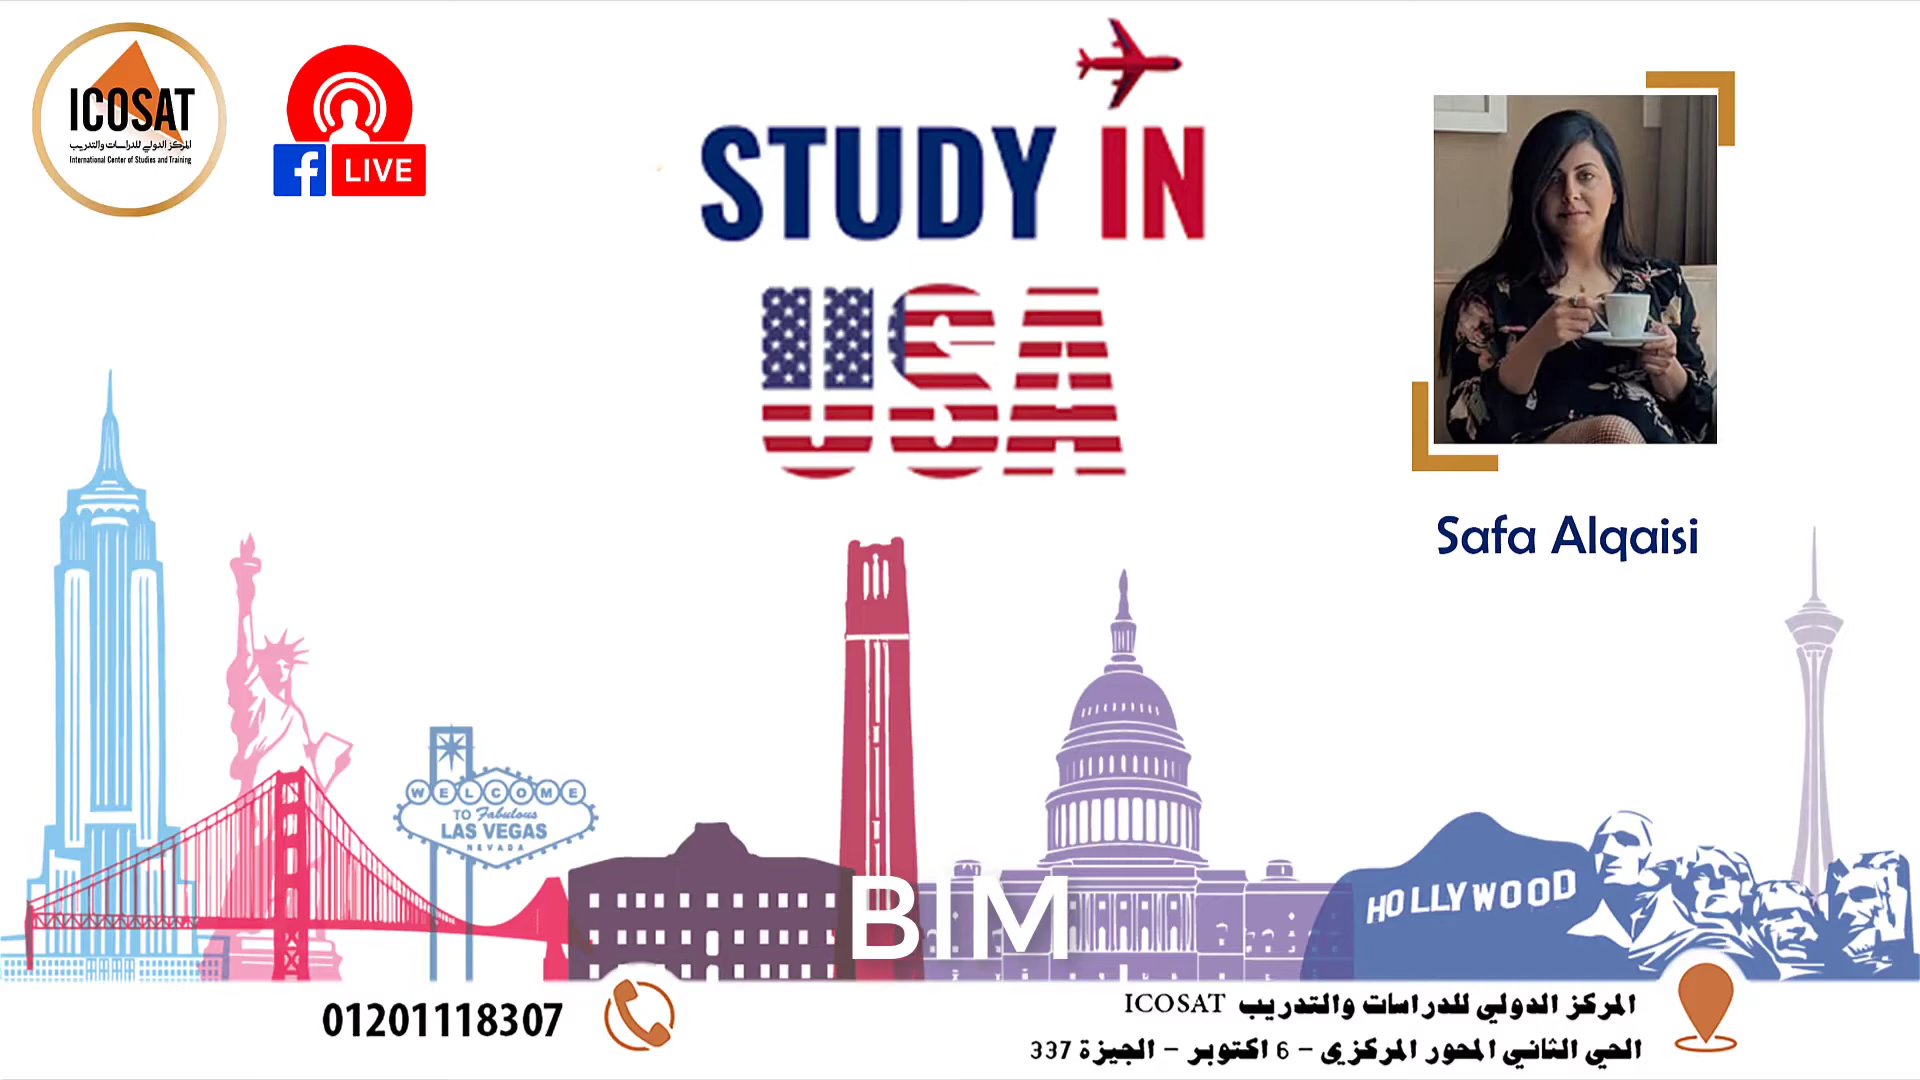 ICOSAT
المركز الدولي للدراسات والتدريب
International Center of Studies and Training
f LIVE
STUDY IN
USA
Safa Alqaisi
WELCOME
TO Fabulous
LAS VEGAS
NEVADA
HOLLYWOOD
BIM
01201118307
المركز الدولي للدراسات والتدريب ICOSAT
الحي الثاني المحور المركزي - 6 اكتوبر - الجيزة 337